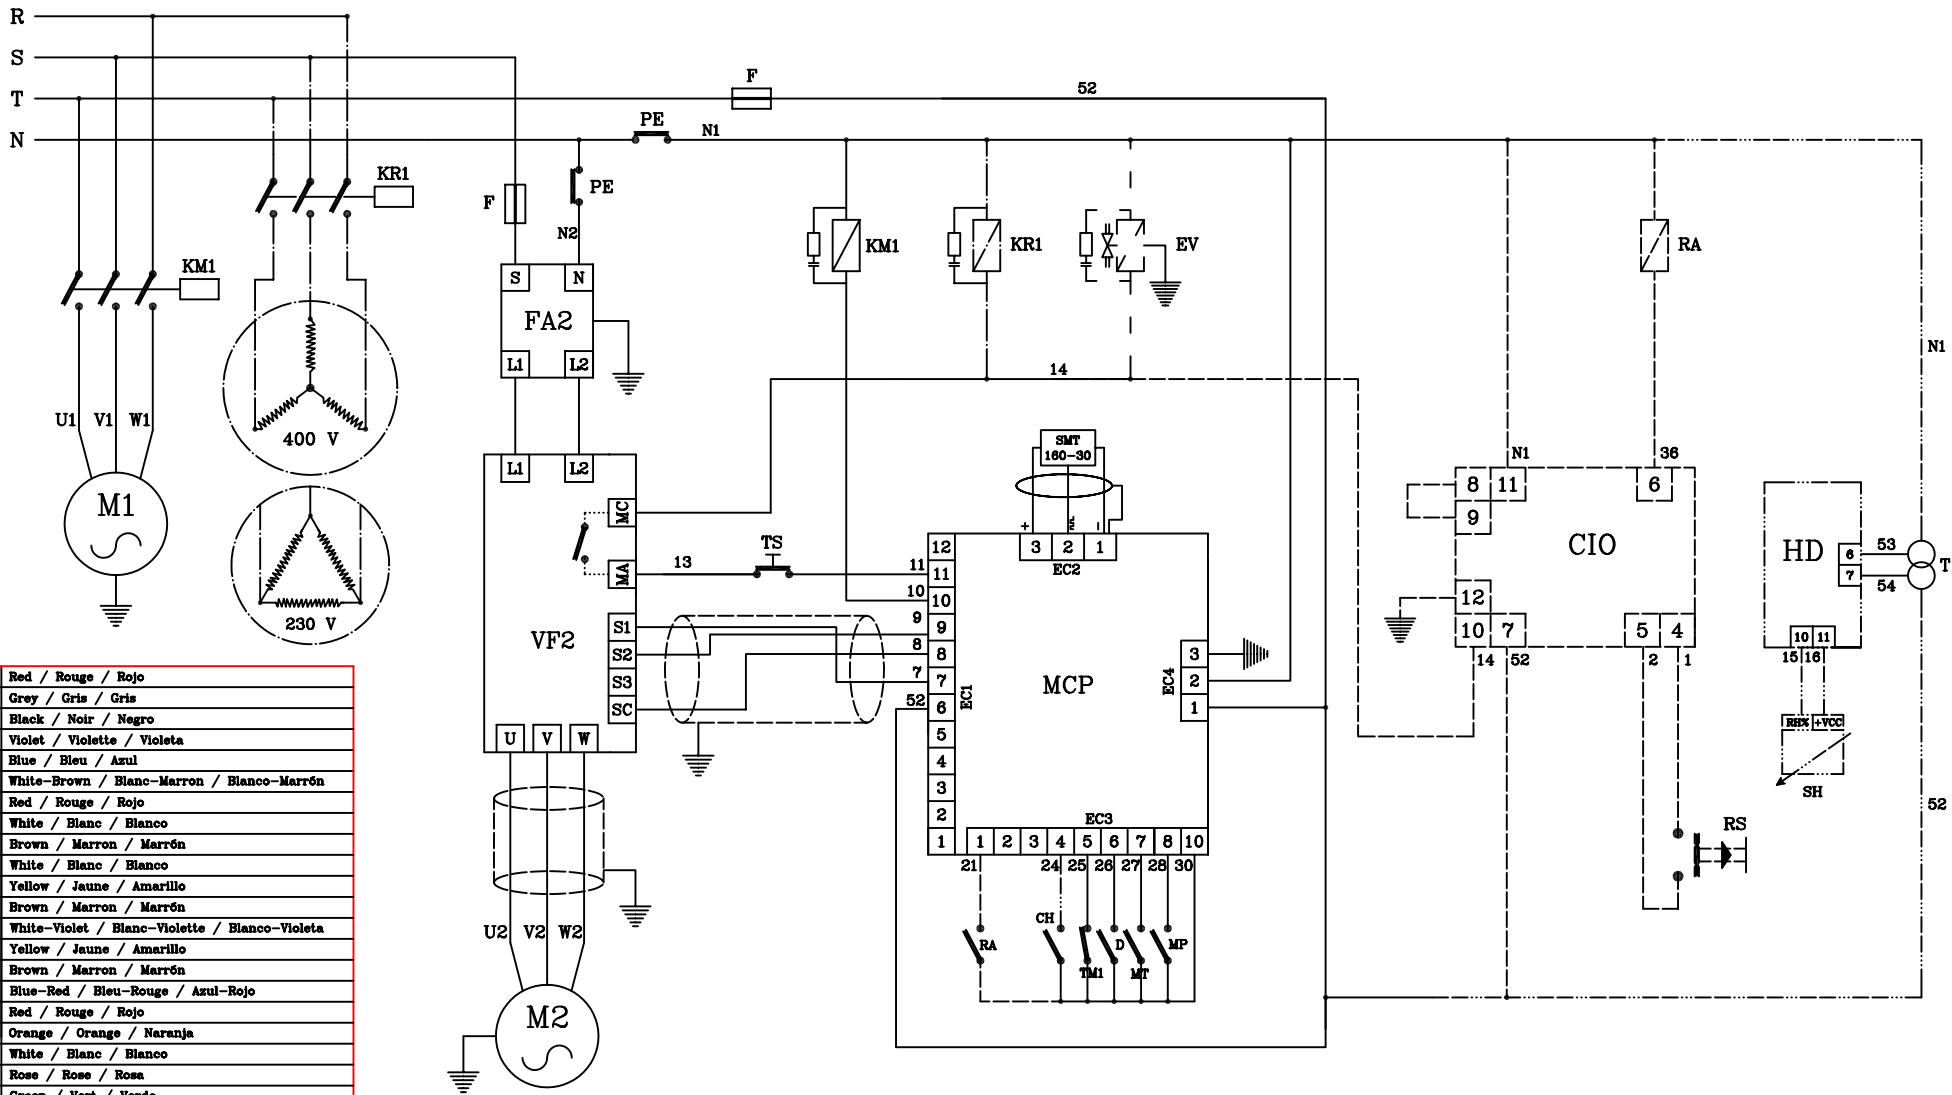 R
S
T
N
F
52
PE
N1
KR1
F
PE
N2
KM1
KM1
KR1
EV
RA
S
N
FA2
L1
L2
14
N1
U1
V1
W1
400 V
M1
230 V
L1
L2
MC
MA
13
TS
VF2
S1
S2
S3
SC
U
V
W
U2
V2
W2
M2
SMT
160-30
+
-
3
2
1
EC2
11
10
9
8
7
52
12
11
10
9
8
7
6
5
4
3
2
1
EC1
MCP
EC4
3
2
1
EC3
1
2
3
4
5
6
7
8
10
21
24
25
26
27
28
30
RA
CH
TM1
D
MT
MP
N1
36
8
11
6
9
CIO
12
10
7
5
4
14
52
2
1
RS
HD
6
7
53
54
T
10
11
15
16
RH%
+VCC
SH
52
Red / Rouge / Rojo
Grey / Gris / Gris
Black / Noir / Negro
Violet / Violette / Violeta
Blue / Bleu / Azul
White-Brown / Blanc-Marron / Blanco-Marrón
Red / Rouge / Rojo
White / Blanc / Blanco
Brown / Marron / Marrón
White / Blanc / Blanco
Yellow / Jaune / Amarillo
Brown / Marron / Marrón
White-Violet / Blanc-Violette / Blanco-Violeta
Yellow / Jaune / Amarillo
Brown / Marron / Marrón
Blue-Red / Bleu-Rouge / Azul-Rojo
Red / Rouge / Rojo
Orange / Orange / Naranja
White / Blanc / Blanco
Rose / Rose / Rosa
Green / Vert / Verde